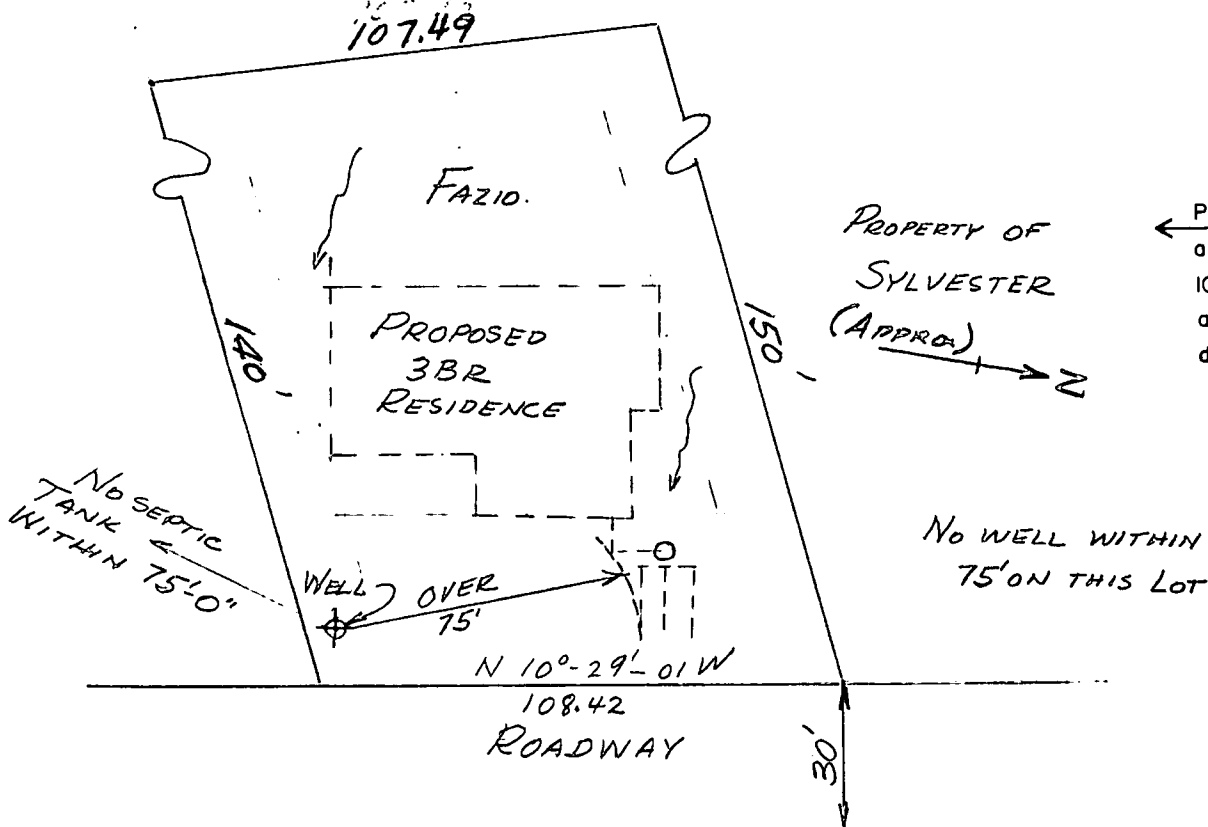 107.49
FAZIO.
PROPERTY OF
SYLVESTER
(APPROX)
N
P
a
10
a
d
140'
150'
PROPOSED
3BR
RESIDENCE
NO SEPTIC
TANK
WITHIN 75'-0"
NO WELL WITHIN
75' ON THIS LOT
WELL
OVER
75'
N 10°-29'-01 W
108.42
ROADWAY
30'